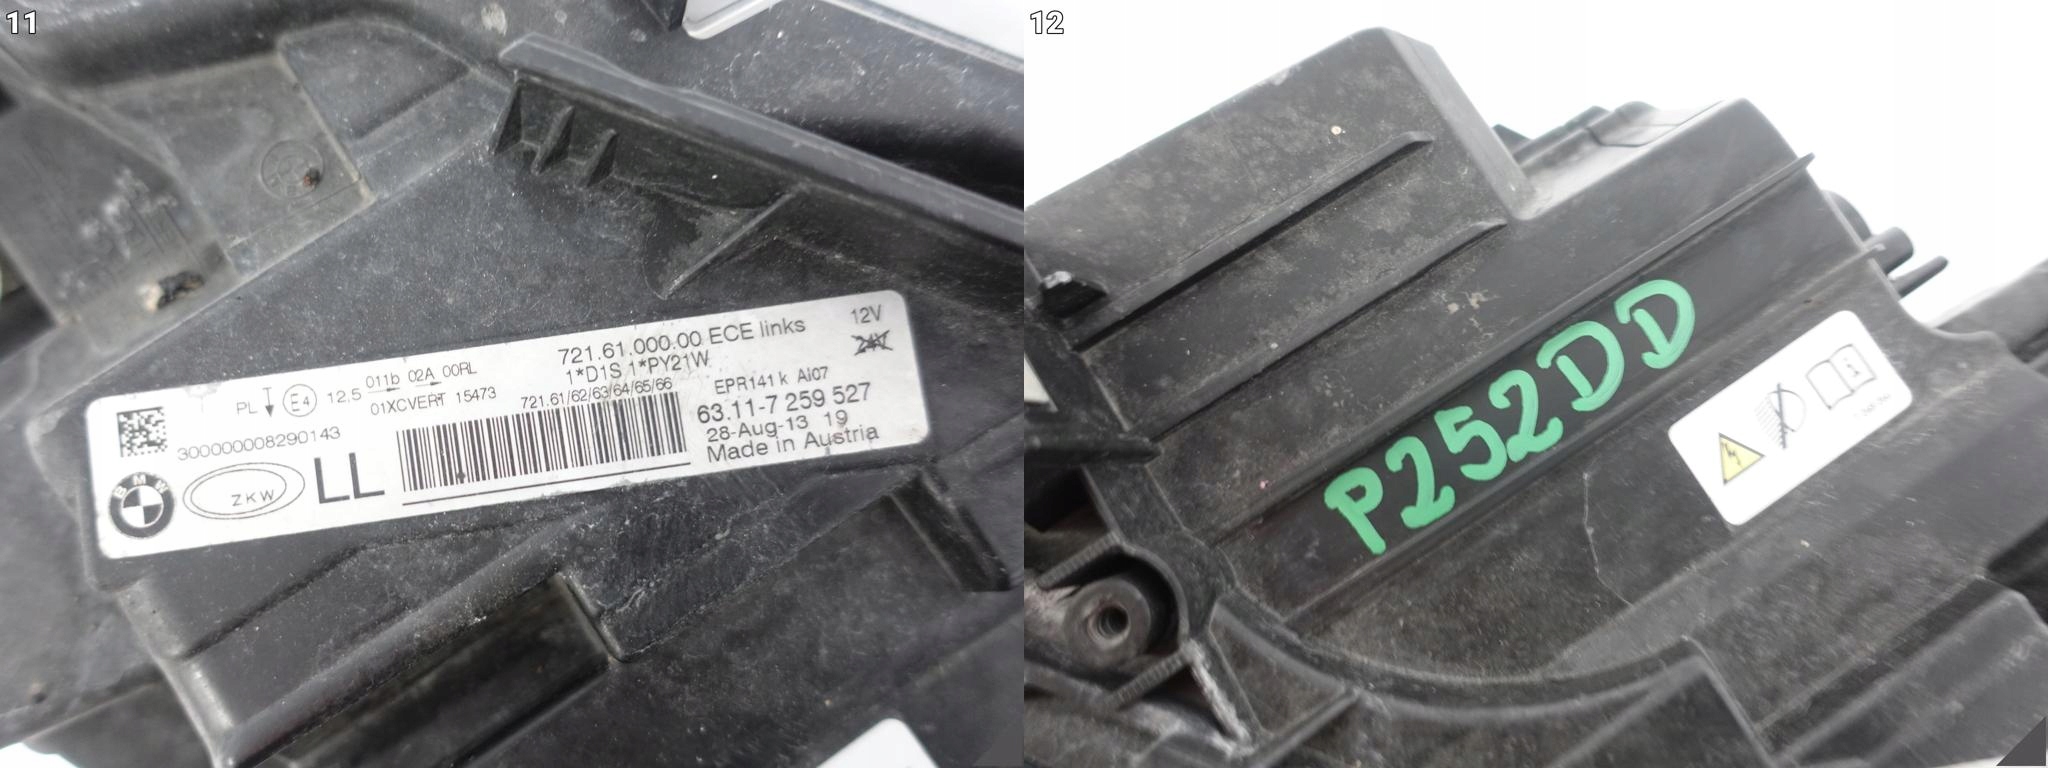 11
721.61.000.00 ECE links
12V
24V
1*D1S 1*PY21W
PL E4 12,5 011b 02A 00RL
01XCVERT 15473
721.61/62/63/64/65/66
EPR141 k Ai07
63.11-7 259 527
28-Aug-13 19
Made in Austria
300000008290143
BMW
ZKW
LL
12
P252DD